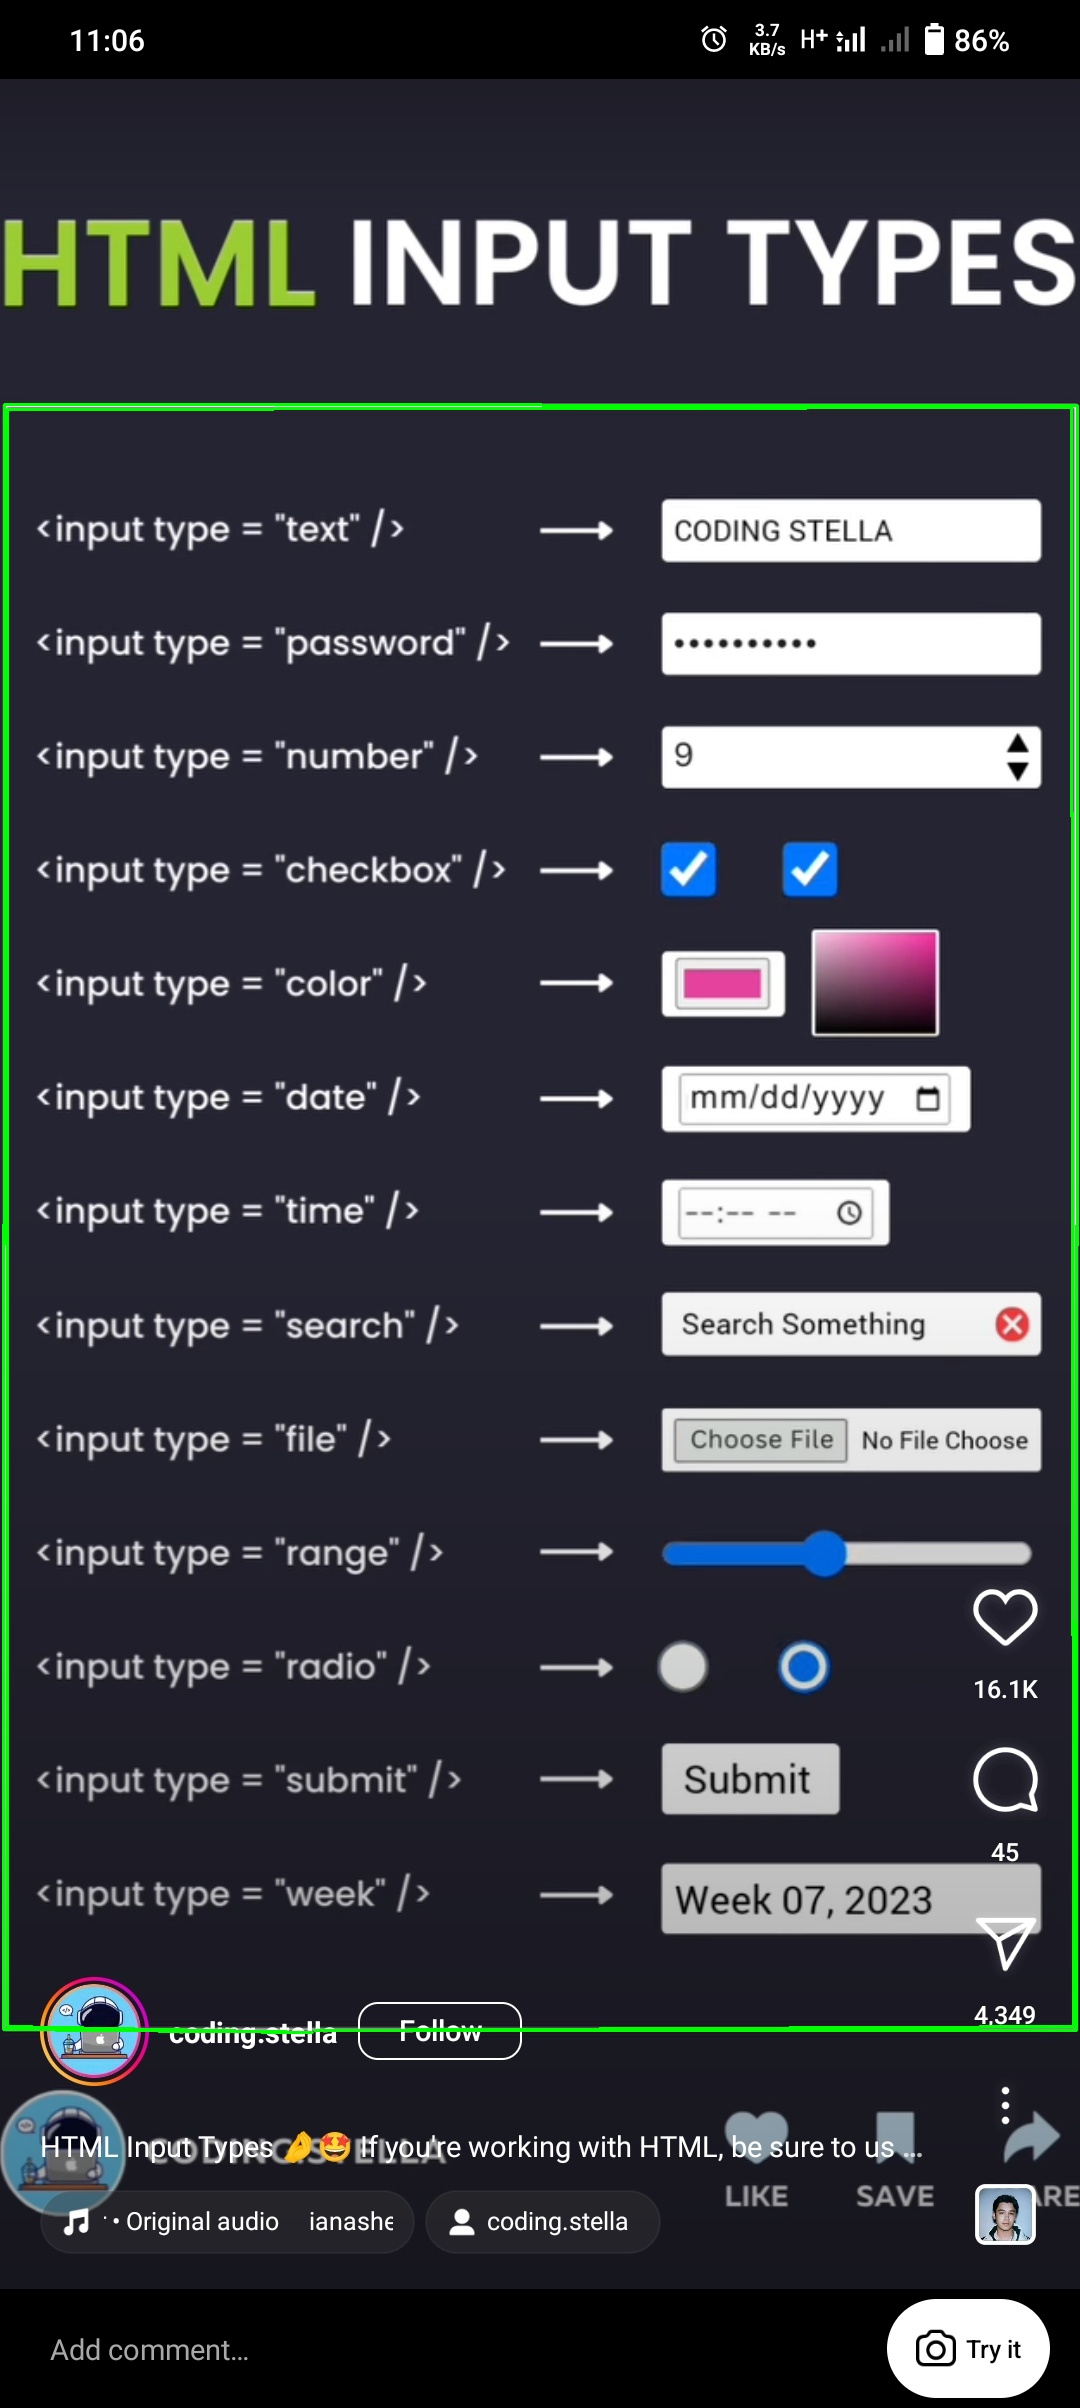 11:06
3.7 KB/s H+ 86%
HTML INPUT TYPES
<input type = "text" /> CODING STELLA
<input type = "password" /> ••••••••••
<input type = "number" /> 9
<input type = "checkbox" />
<input type = "color" />
<input type = "date" /> mm/dd/yyyy
<input type = "time" /> --:-- --
<input type = "search" /> Search Something
<input type = "file" /> Choose File No File Choose
<input type = "range" />
16.1K
<input type = "radio" />
<input type = "submit" /> Submit
45
<input type = "week" /> Week 07, 2023
4,349
coding.stella Follow
HTML Input Types 🤌🤩 If you're working with HTML, be sure to us ...
CODING.STELLA
LIKE SAVE ARE
• Original audio ianashe coding.stella
Add comment... Try it